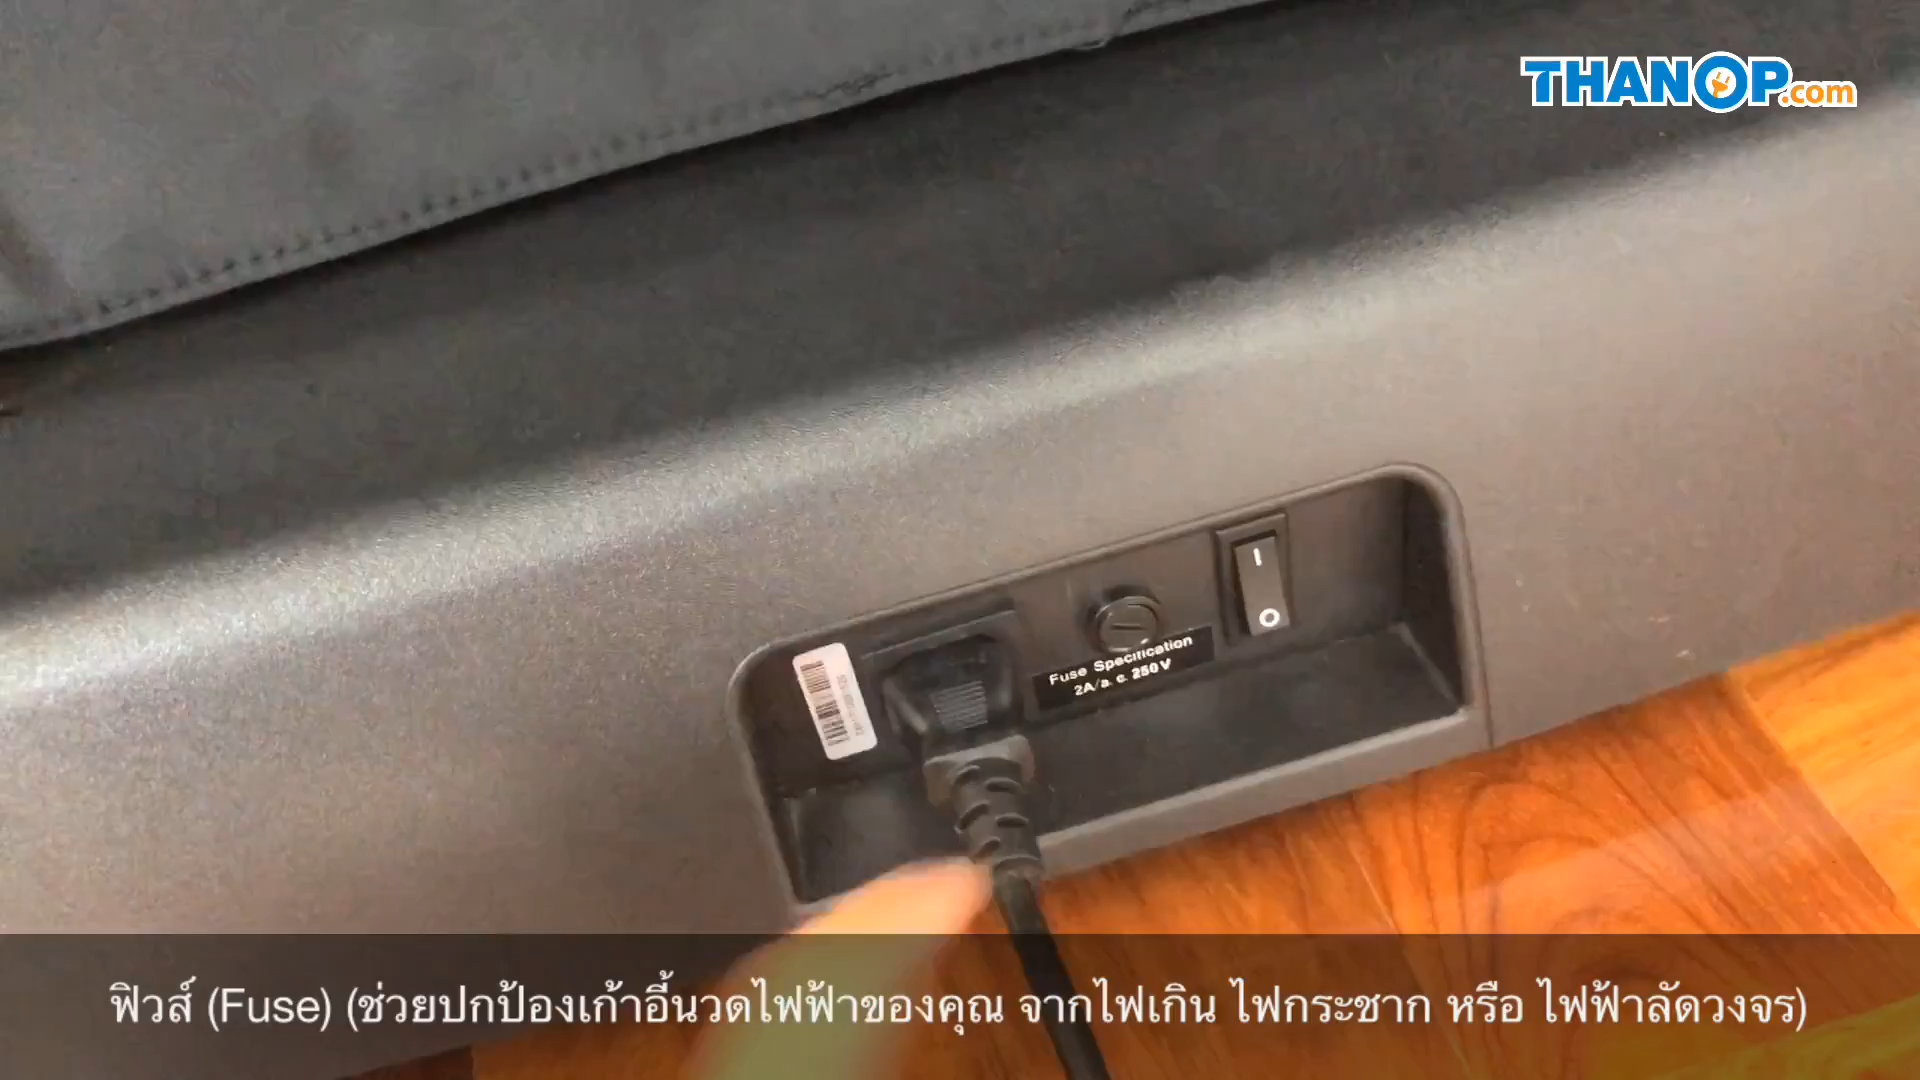 THANOP.com
I
O
Fuse Specification
2A/a.c. 250V
ฟิวส์ (Fuse) (ช่วยปกป้องเก้าอี้นวดไฟฟ้าของคุณ จากไฟเกิน ไฟกระชาก หรือ ไฟฟ้าลัดวงจร)